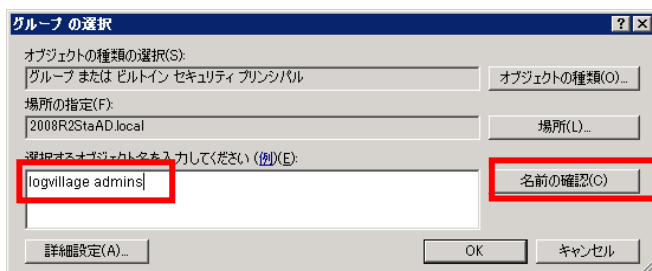 グループ の選択
オブジェクトの種類の選択(S):
グループ または ビルトイン セキュリティ プリンシパル
オブジェクトの種類(O)...
場所の指定(F):
2008R2StaAD.local
場所(L)...
選択するオブジェクト名を入力してください (例)(E):
logvillage admins
名前の確認(C)
詳細設定(A)...
OK
キャンセル